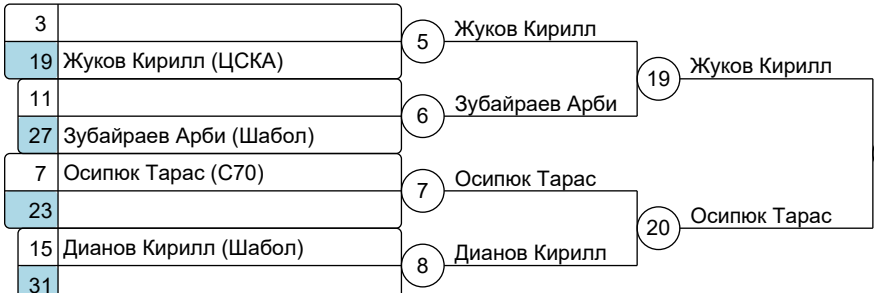 3
19 Жуков Кирилл (ЦСКА)
11
27 Зубайраев Арби (Шабол)
7 Осипюк Тарас (С70)
23
15 Дианов Кирилл (Шабол)
31
5 Жуков Кирилл
6 Зубайраев Арби
7 Осипюк Тарас
8 Дианов Кирилл
19 Жуков Кирилл
20 Осипюк Тарас